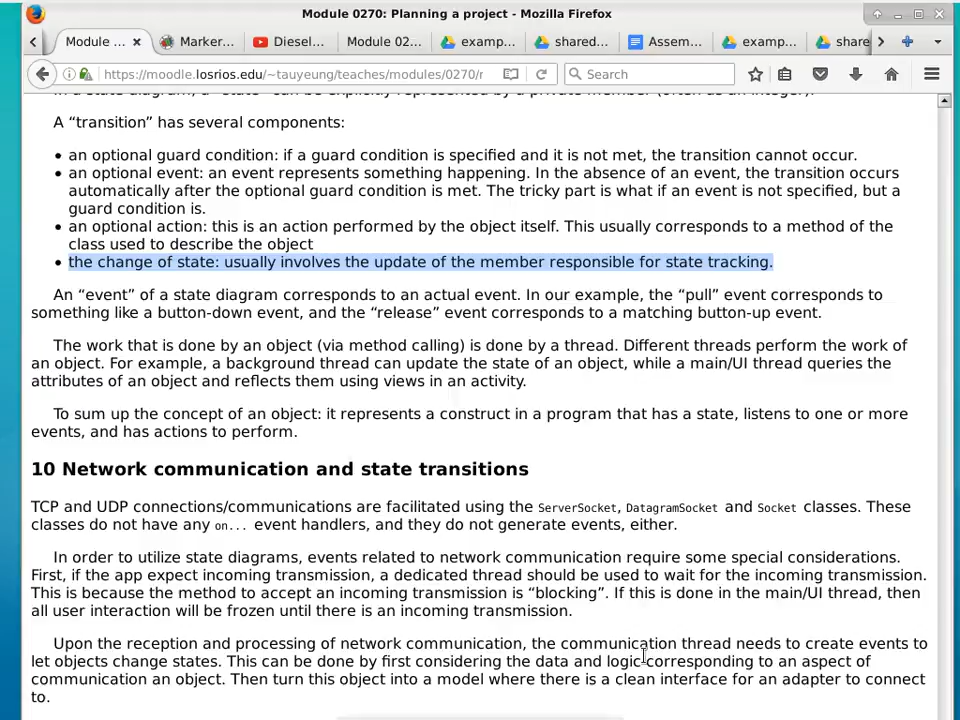 Module 0270: Planning a project - Mozilla Firefox
Module ... Marker... Diesel... Module 02... examp... shared... Assem... examp... share
https://moodle.losrios.edu/~tauyeung/teaches/modules/0270/r Search
In a state diagram, a “state” can be explicitly represented by a private member (often as an integer).
A “transition” has several components:
• an optional guard condition: if a guard condition is specified and it is not met, the transition cannot occur.
• an optional event: an event represents something happening. In the absence of an event, the transition occurs
automatically after the optional guard condition is met. The tricky part is what if an event is not specified, but a
guard condition is.
• an optional action: this is an action performed by the object itself. This usually corresponds to a method of the
class used to describe the object
• the change of state: usually involves the update of the member responsible for state tracking.
An “event” of a state diagram corresponds to an actual event. In our example, the “pull” event corresponds to
something like a button-down event, and the “release” event corresponds to a matching button-up event.
The work that is done by an object (via method calling) is done by a thread. Different threads perform the work of
an object. For example, a background thread can update the state of an object, while a main/UI thread queries the
attributes of an object and reflects them using views in an activity.
To sum up the concept of an object: it represents a construct in a program that has a state, listens to one or more
events, and has actions to perform.
10 Network communication and state transitions
TCP and UDP connections/communications are facilitated using the ServerSocket, DatagramSocket and Socket classes. These
classes do not have any on... event handlers, and they do not generate events, either.
In order to utilize state diagrams, events related to network communication require some special considerations.
First, if the app expect incoming transmission, a dedicated thread should be used to wait for the incoming transmission.
This is because the method to accept an incoming transmission is “blocking”. If this is done in the main/UI thread, then
all user interaction will be frozen until there is an incoming transmission.
Upon the reception and processing of network communication, the communication thread needs to create events to
let objects change states. This can be done by first considering the data and logic corresponding to an aspect of
communication an object. Then turn this object into a model where there is a clean interface for an adapter to connect
to.